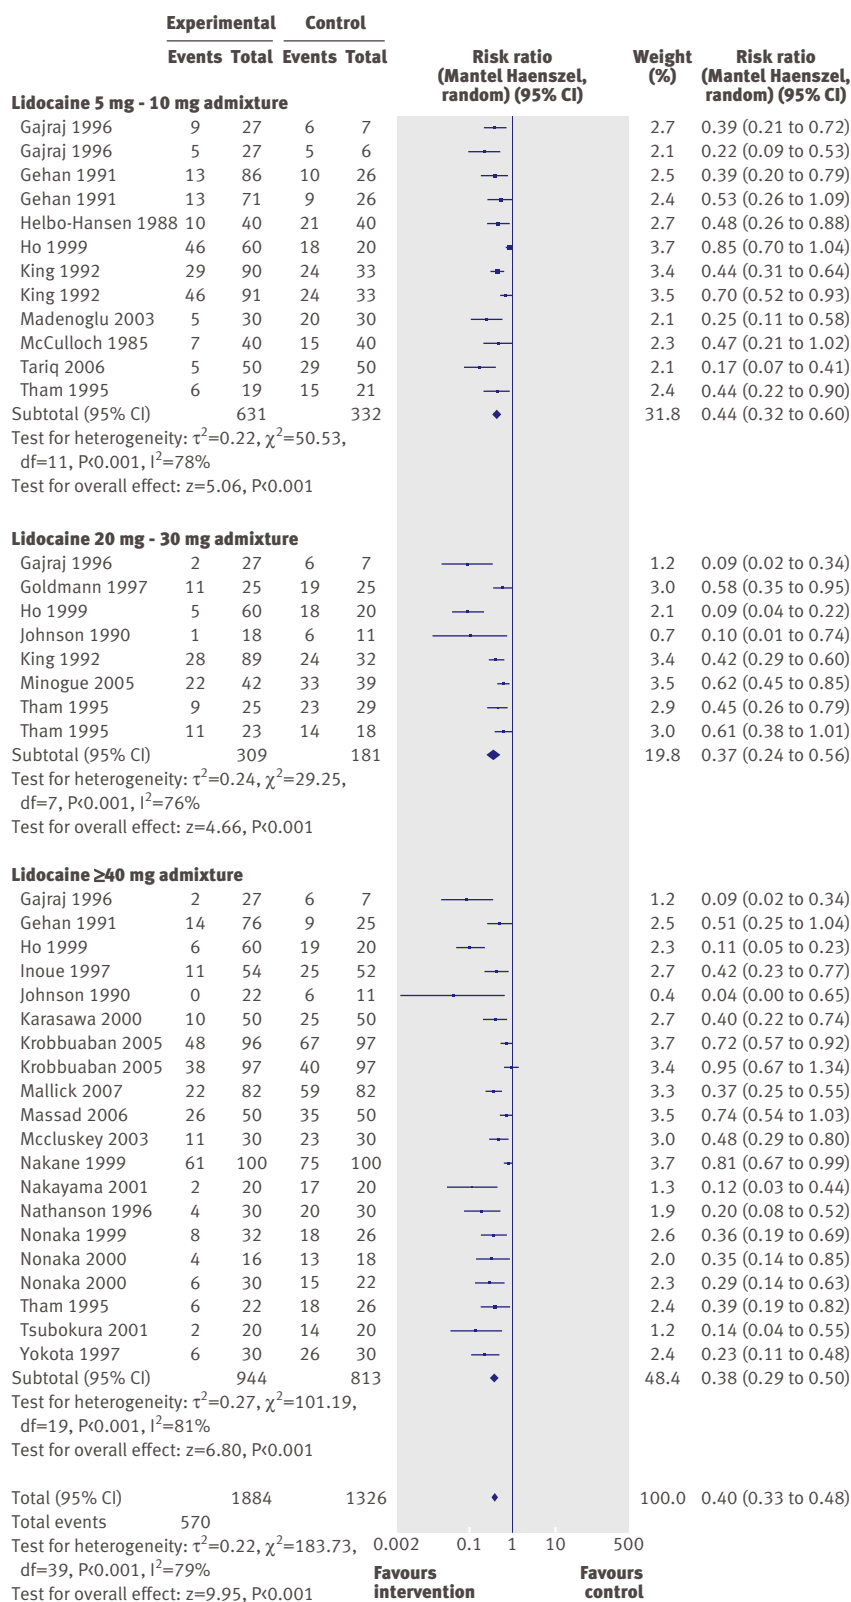 Experimental Control
Events Total Events Total Risk ratio (Mantel Haenszel, random) (95% CI) Weight (%) Risk ratio (Mantel Haenszel, random) (95% CI)
Lidocaine 5 mg - 10 mg admixture
Gajraj 1996 9 27 6 7 2.7 0.39 (0.21 to 0.72)
Gajraj 1996 5 27 5 6 2.1 0.22 (0.09 to 0.53)
Gehan 1991 13 86 10 26 2.5 0.39 (0.20 to 0.79)
Gehan 1991 13 71 9 26 2.4 0.53 (0.26 to 1.09)
Helbo-Hansen 1988 10 40 21 40 2.7 0.48 (0.26 to 0.88)
Ho 1999 46 60 18 20 3.7 0.85 (0.70 to 1.04)
King 1992 29 90 24 33 3.4 0.44 (0.31 to 0.64)
King 1992 46 91 24 33 3.5 0.70 (0.52 to 0.93)
Madenoglu 2003 5 30 20 30 2.1 0.25 (0.11 to 0.58)
McCulloch 1985 7 40 15 40 2.3 0.47 (0.21 to 1.02)
Tariq 2006 5 50 29 50 2.1 0.17 (0.07 to 0.41)
Tham 1995 6 19 15 21 2.4 0.44 (0.22 to 0.90)
Subtotal (95% CI) 631 332 31.8 0.44 (0.32 to 0.60)
Test for heterogeneity: τ²=0.22, χ²=50.53,
df=11, P<0.001, I²=78%
Test for overall effect: z=5.06, P<0.001
Lidocaine 20 mg - 30 mg admixture
Gajraj 1996 2 27 6 7 1.2 0.09 (0.02 to 0.34)
Goldmann 1997 11 25 19 25 3.0 0.58 (0.35 to 0.95)
Ho 1999 5 60 18 20 2.1 0.09 (0.04 to 0.22)
Johnson 1990 1 18 6 11 0.7 0.10 (0.01 to 0.74)
King 1992 28 89 24 32 3.4 0.42 (0.29 to 0.60)
Minogue 2005 22 42 33 39 3.5 0.62 (0.45 to 0.85)
Tham 1995 9 25 23 29 2.9 0.45 (0.26 to 0.79)
Tham 1995 11 23 14 18 3.0 0.61 (0.38 to 1.01)
Subtotal (95% CI) 309 181 19.8 0.37 (0.24 to 0.56)
Test for heterogeneity: τ²=0.24, χ²=29.25,
df=7, P<0.001, I²=76%
Test for overall effect: z=4.66, P<0.001
Lidocaine ≥40 mg admixture
Gajraj 1996 2 27 6 7 1.2 0.09 (0.02 to 0.34)
Gehan 1991 14 76 9 25 2.5 0.51 (0.25 to 1.04)
Ho 1999 6 60 19 20 2.3 0.11 (0.05 to 0.23)
Inoue 1997 11 54 25 52 2.7 0.42 (0.23 to 0.77)
Johnson 1990 0 22 6 11 0.4 0.04 (0.00 to 0.65)
Karasawa 2000 10 50 25 50 2.7 0.40 (0.22 to 0.74)
Krobbuaban 2005 48 96 67 97 3.7 0.72 (0.57 to 0.92)
Krobbuaban 2005 38 97 40 97 3.4 0.95 (0.67 to 1.34)
Mallick 2007 22 82 59 82 3.3 0.37 (0.25 to 0.55)
Massad 2006 26 50 35 50 3.5 0.74 (0.54 to 1.03)
Mccluskey 2003 11 30 23 30 3.0 0.48 (0.29 to 0.80)
Nakane 1999 61 100 75 100 3.7 0.81 (0.67 to 0.99)
Nakayama 2001 2 20 17 20 1.3 0.12 (0.03 to 0.44)
Nathanson 1996 4 30 20 30 1.9 0.20 (0.08 to 0.52)
Nonaka 1999 8 32 18 26 2.6 0.36 (0.19 to 0.69)
Nonaka 2000 4 16 13 18 2.0 0.35 (0.14 to 0.85)
Nonaka 2000 6 30 15 22 2.3 0.29 (0.14 to 0.63)
Tham 1995 6 22 18 26 2.4 0.39 (0.19 to 0.82)
Tsubokura 2001 2 20 14 20 1.2 0.14 (0.04 to 0.55)
Yokota 1997 6 30 26 30 2.4 0.23 (0.11 to 0.48)
Subtotal (95% CI) 944 813 48.4 0.38 (0.29 to 0.50)
Test for heterogeneity: τ²=0.27, χ²=101.19,
df=19, P<0.001, I²=81%
Test for overall effect: z=6.80, P<0.001
Total (95% CI) 1884 1326 100.0 0.40 (0.33 to 0.48)
Total events 570
Test for heterogeneity: τ²=0.22, χ²=183.73,
df=39, P<0.001, I²=79%
Test for overall effect: z=9.95, P<0.001
0.002 0.1 1 10 500
Favours intervention
Favours control